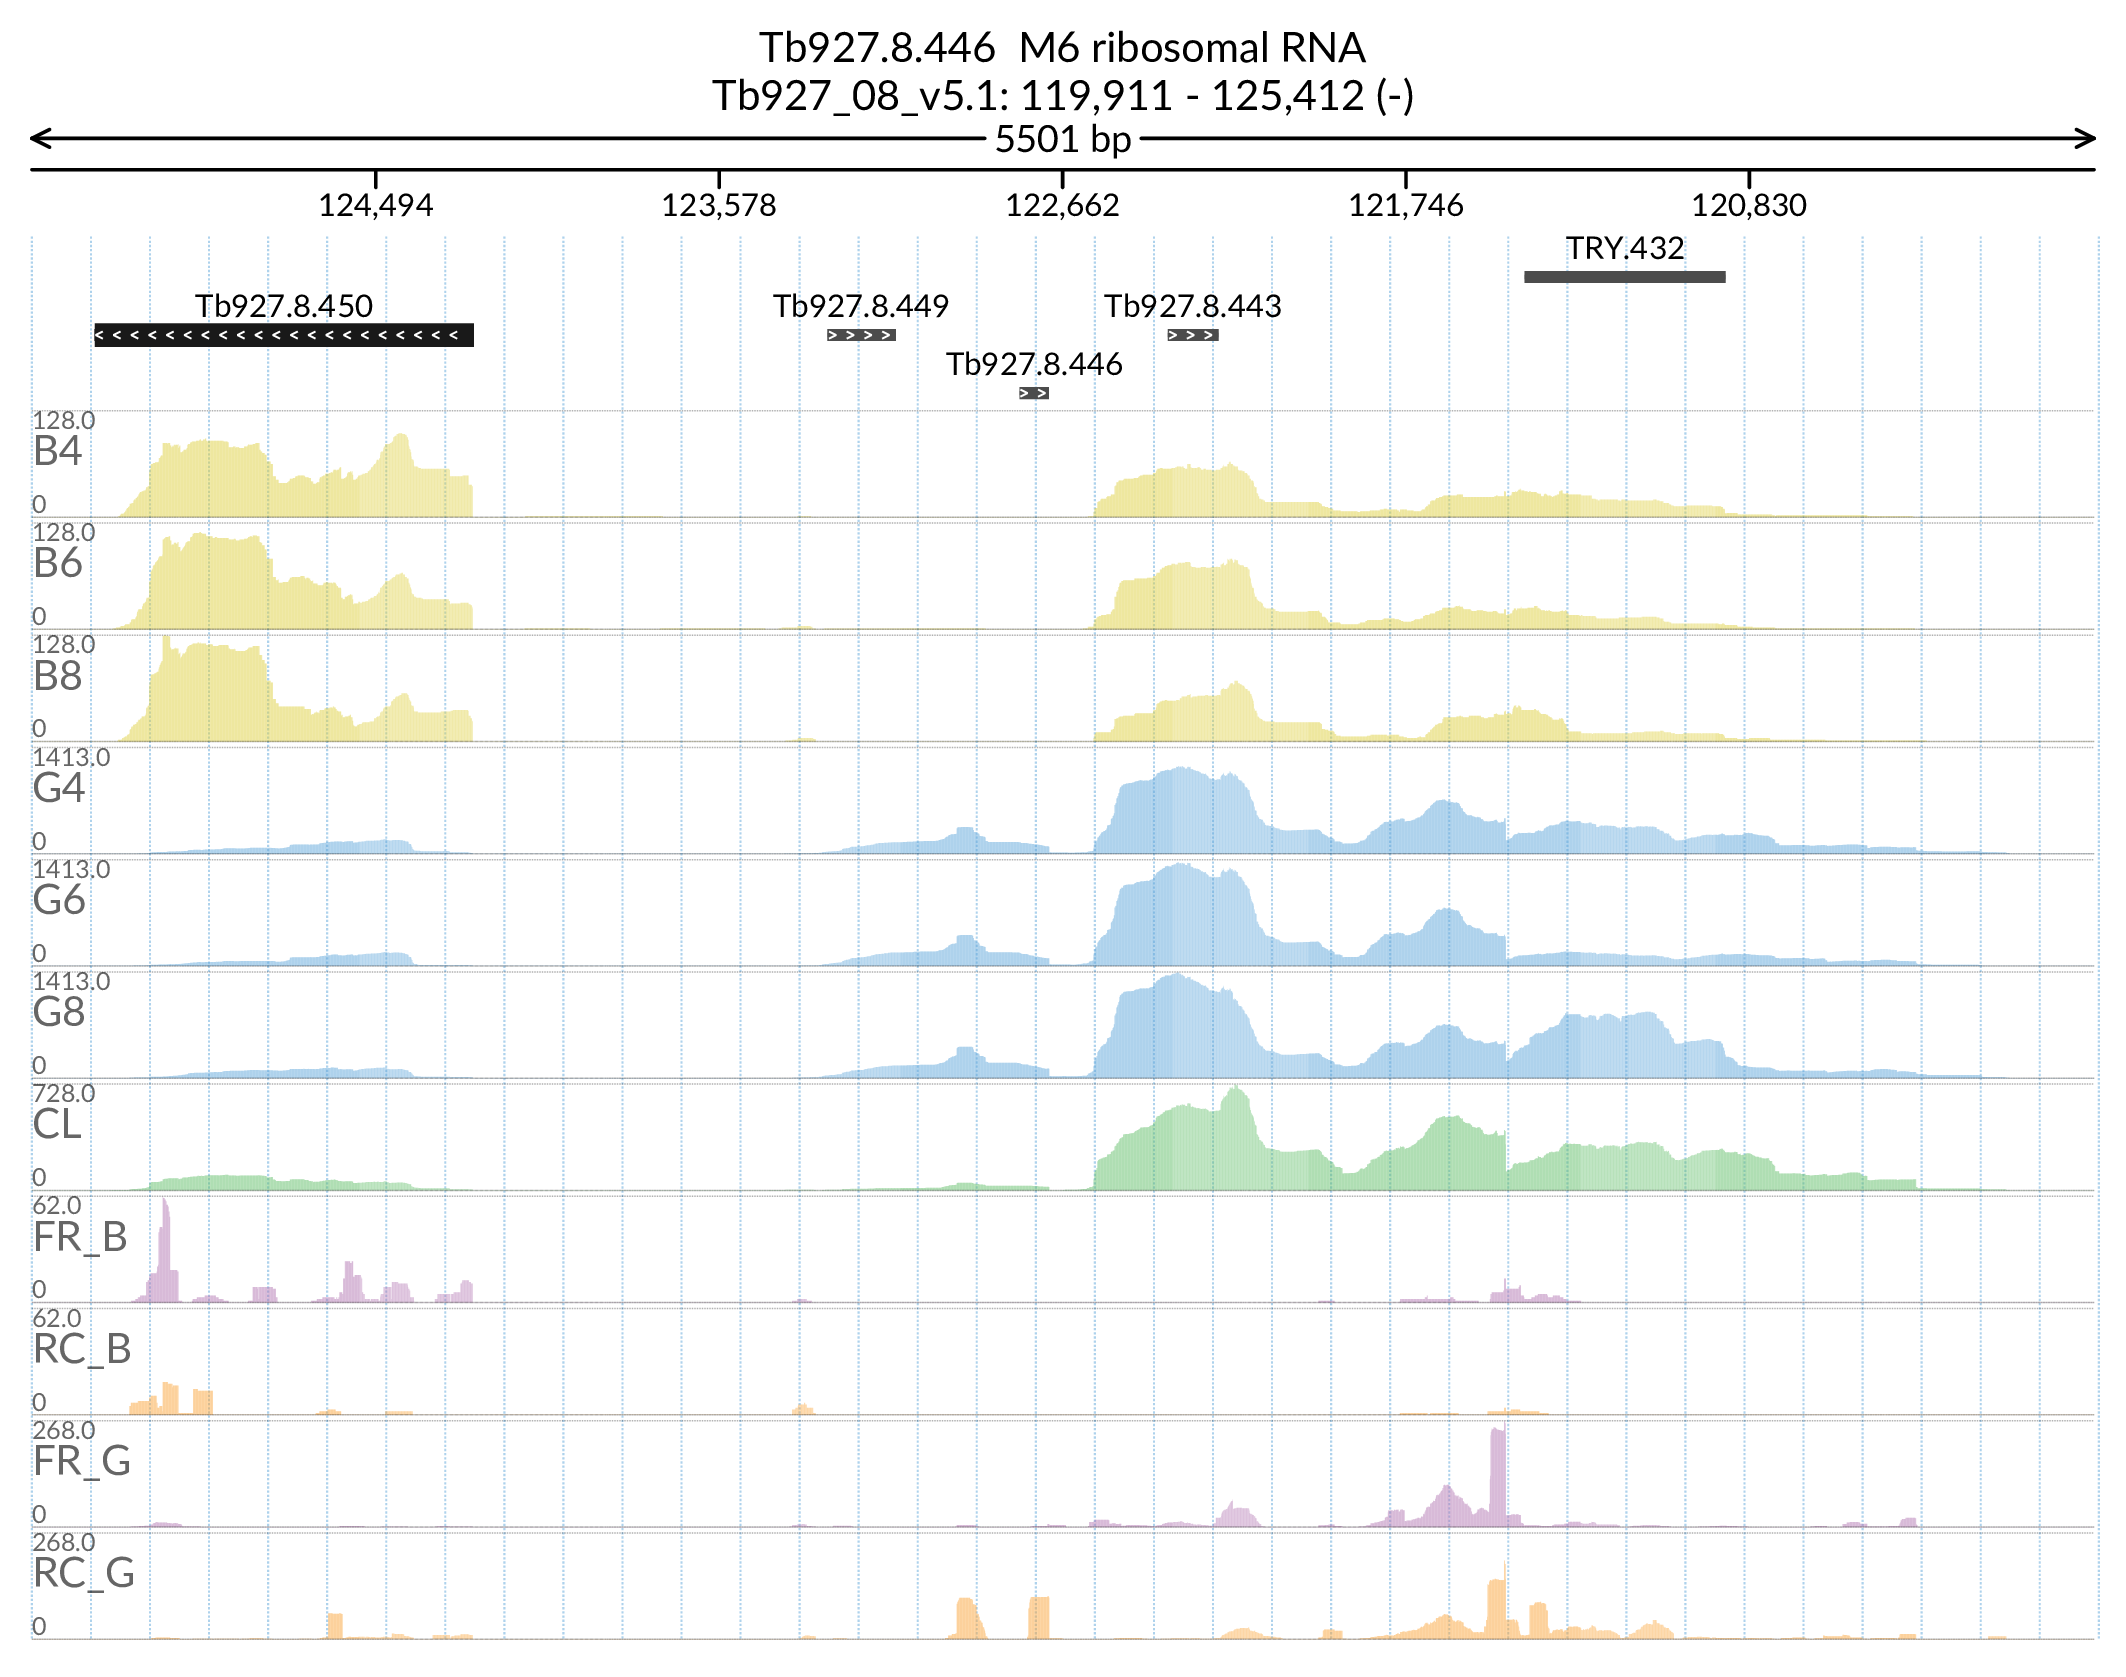 Tb927.8.446  M6 ribosomal RNA
Tb927_08_v5.1: 119,911 - 125,412 (-)
5501 bp
124,494 123,578 122,662 121,746 120,830
TRY.432
Tb927.8.450 Tb927.8.449 Tb927.8.443
Tb927.8.446
128.0
B4
0
128.0
B6
0
128.0
B8
0
1413.0
G4
0
1413.0
G6
0
1413.0
G8
0
728.0
CL
0
62.0
FR_B
0
62.0
RC_B
0
268.0
FR_G
0
268.0
RC_G
0